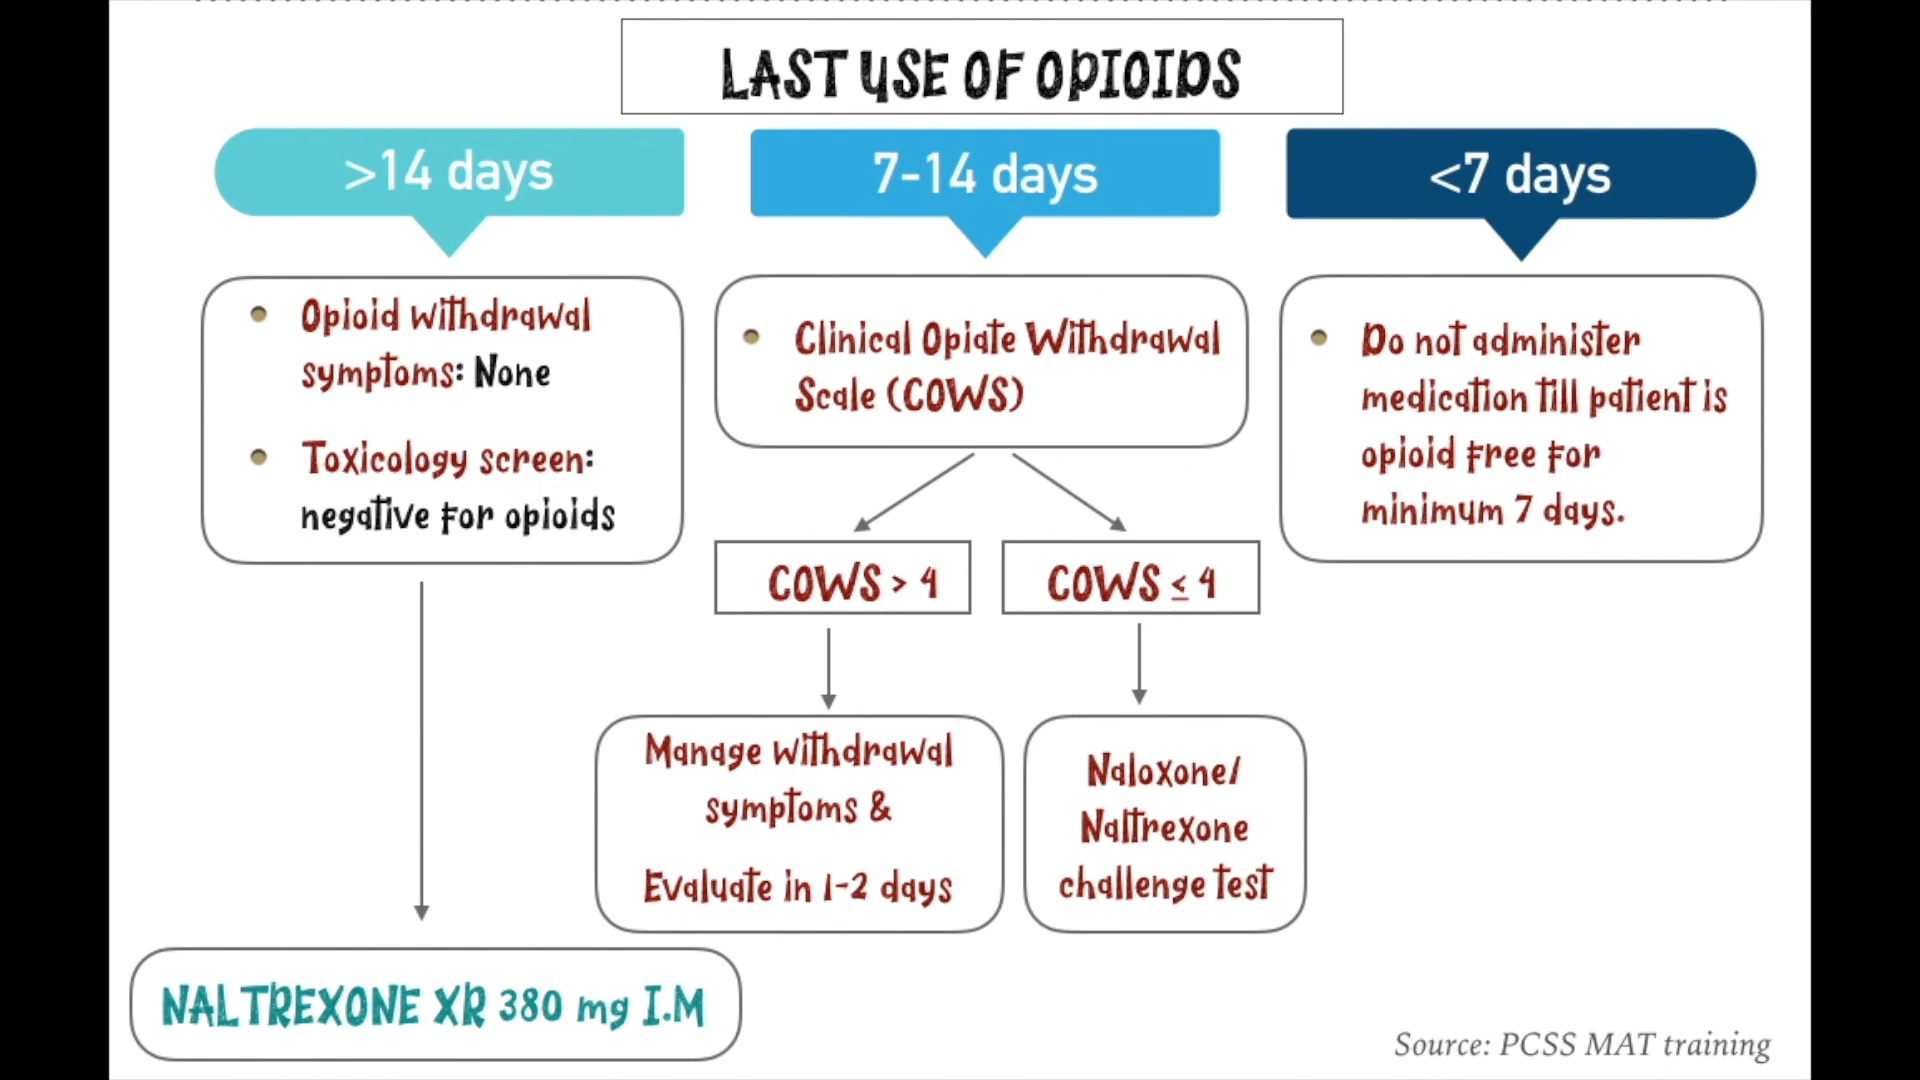 LAST USE OF OPIOIDS
>14 days
7-14 days
<7 days
Opioid withdrawal
symptoms: None
Toxicology screen:
negative for opioids
Clinical Opiate Withdrawal
Scale (COWS)
Do not administer
medication till patient is
opioid free for
minimum 7 days.
COWS > 4
COWS ≤ 4
Manage withdrawal
symptoms &
Evaluate in 1-2 days
Naloxone/
Naltrexone
challenge test
NALTREXONE XR 380 mg I.M
Source: PCSS MAT training